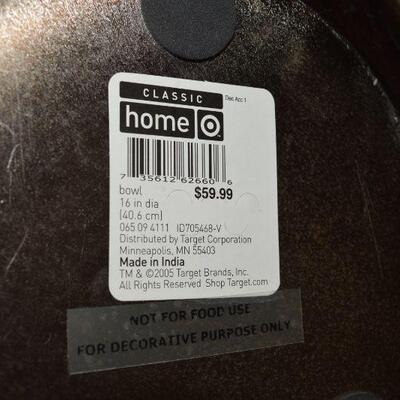 CLASSIC
Dec Acc 1
home
7 35612 62660 6
bowl
$59.99
16 in dia
(40.6 cm)
065 09 4111 ID705468-V
Distributed by Target Corporation
Minneapolis, MN 55403
Made in India
TM & ©2005 Target Brands, Inc.
All Rights Reserved Shop Target.com
NOT FOR FOOD USE
FOR DECORATIVE PURPOSE ONLY